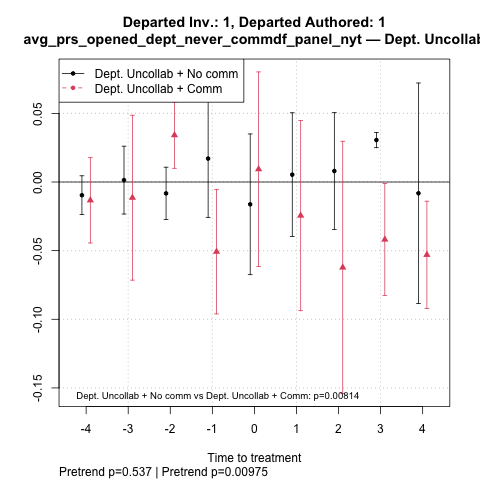 Departed Inv.: 1, Departed Authored: 1
avg_prs_opened_dept_never_commdf_panel_nyt — Dept. Uncollab
Dept. Uncollab + No comm
Dept. Uncollab + Comm
0.05
0.00
-0.05
-0.10
-0.15
Dept. Uncollab + No comm vs Dept. Uncollab + Comm: p=0.00814
-4 -3 -2 -1 0 1 2 3 4
Time to treatment
Pretrend p=0.537 | Pretrend p=0.00975